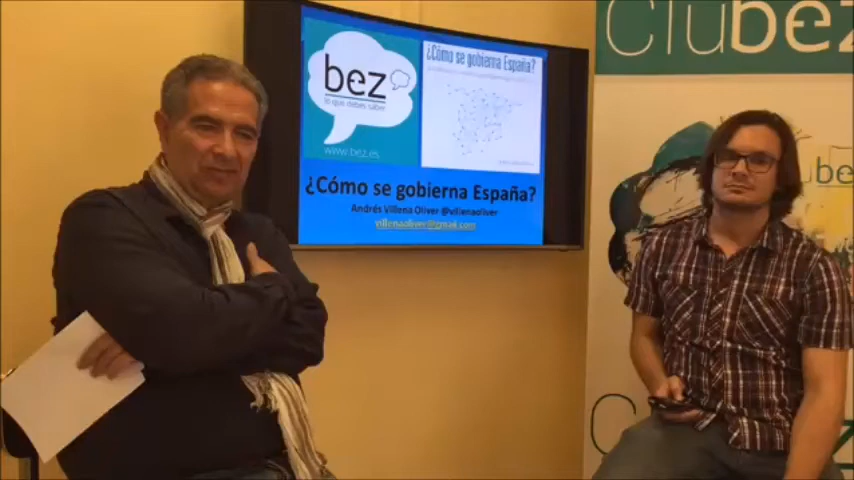 Clubez
bez
lo que debes saber
www.bez.es
¿Cómo se gobierna España?
¿Cómo se gobierna España?
Andrés Villena Oliver @villenaoliver
villenaoliver@gmail.com
be
C